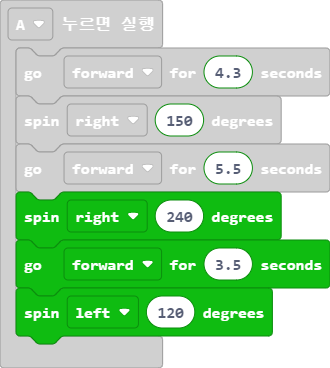 A 누르면 실행
go forward for 4.3 seconds
spin right 150 degrees
go forward for 5.5 seconds
spin right 240 degrees
go forward for 3.5 seconds
spin left 120 degrees